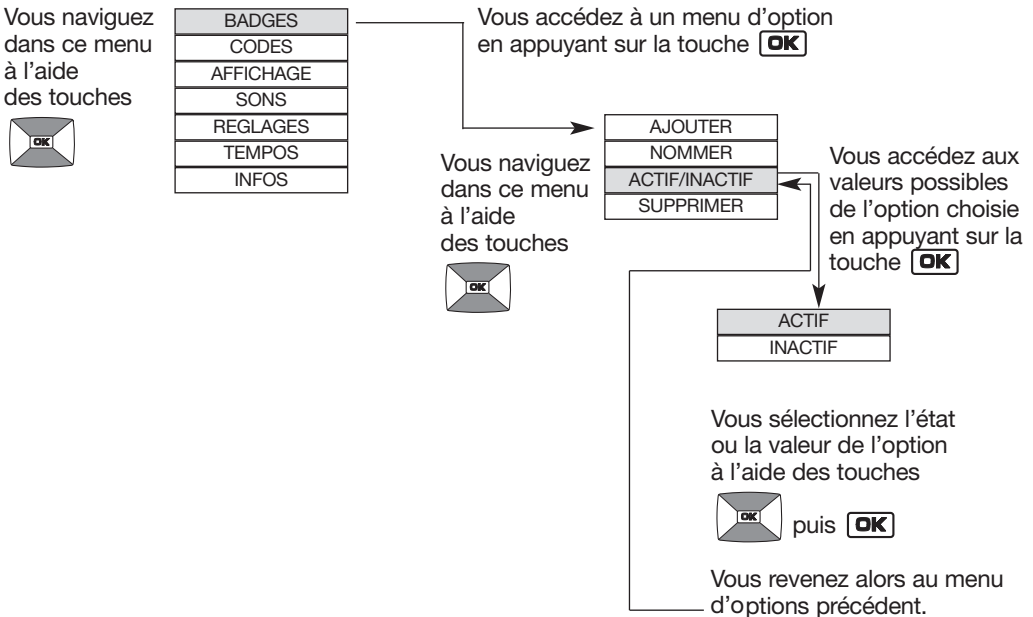 Vous naviguez
dans ce menu
à l’aide
des touches
OK
BADGES
CODES
AFFICHAGE
SONS
REGLAGES
TEMPOS
INFOS
Vous accédez à un menu d’option
en appuyant sur la touche OK
Vous naviguez
dans ce menu
à l’aide
des touches
OK
AJOUTER
NOMMER
ACTIF/INACTIF
SUPPRIMER
Vous accédez aux
valeurs possibles
de l’option choisie
en appuyant sur la
touche OK
ACTIF
INACTIF
Vous sélectionnez l’état
ou la valeur de l’option
à l’aide des touches
OK puis OK
Vous revenez alors au menu
d’options précédent.